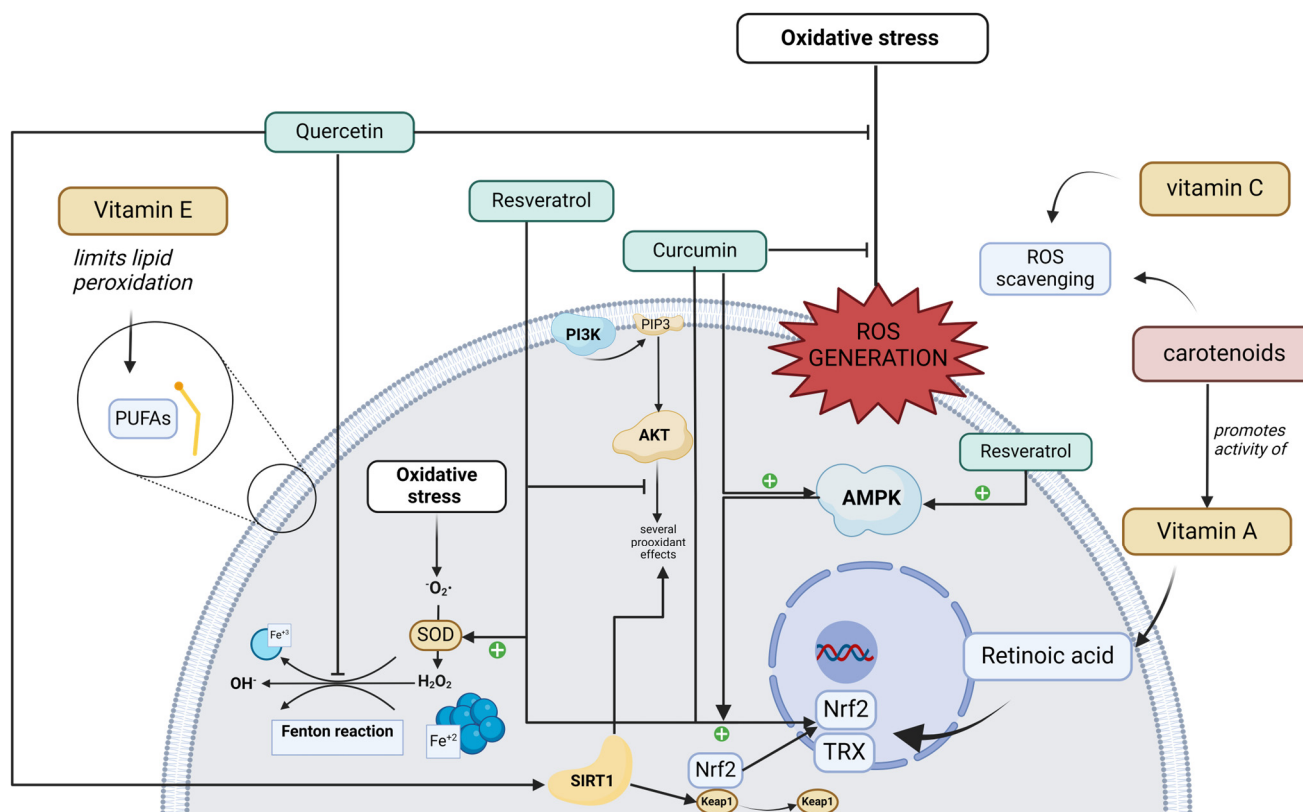 Oxidative stress
Quercetin
Vitamin E
limits lipid
peroxidation
PUFAs
Resveratrol
Curcumin
vitamin C
ROS
scavenging
carotenoids
promotes
activity of
Vitamin A
Retinoic acid
ROS
GENERATION
PI3K
PIP3
AKT
several
prooxidant
effects
Resveratrol
AMPK
Oxidative
stress
⁻O₂•
SOD
H₂O₂
Fe⁺³
OH⁻
Fenton reaction
Fe⁺²
SIRT1
Nrf2
TRX
Nrf2
Keap1
Keap1